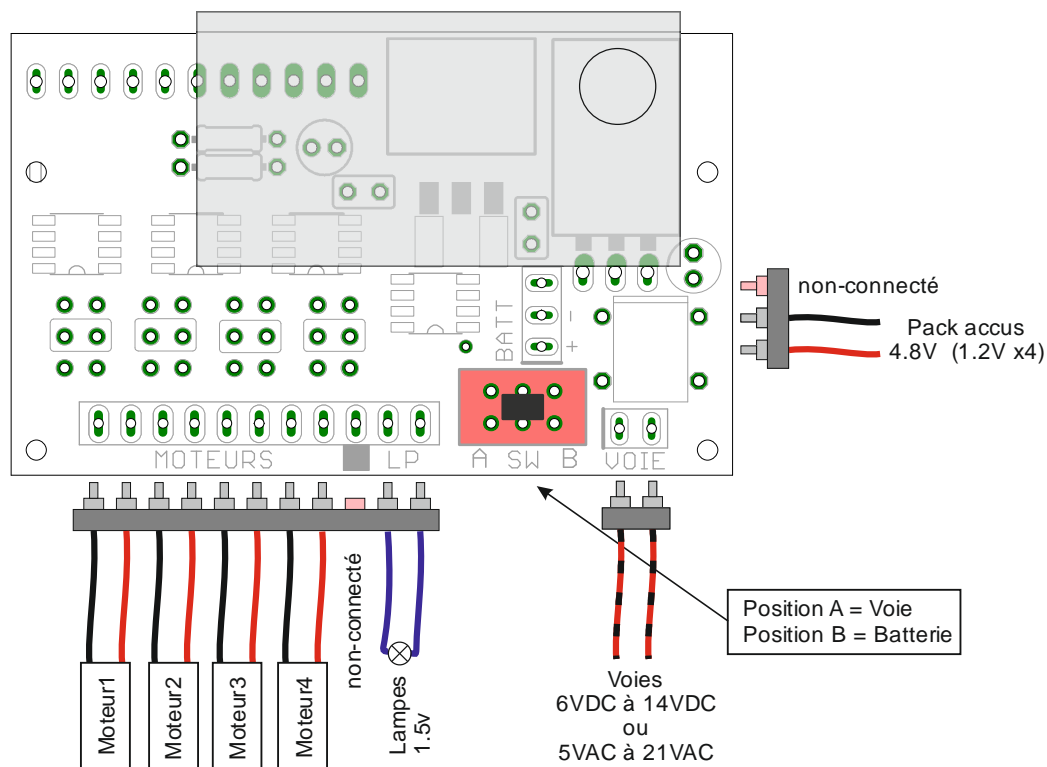 non-connecté
Pack accus
4.8V (1.2V x4)
BATT
-
+
MOTEURS
LP
A SW B
VOIE
non-connecté
Position A = Voie
Position B = Batterie
Moteur1
Moteur2
Moteur3
Moteur4
Lampes
1.5v
Voies
6VDC à 14VDC
ou
5VAC à 21VAC